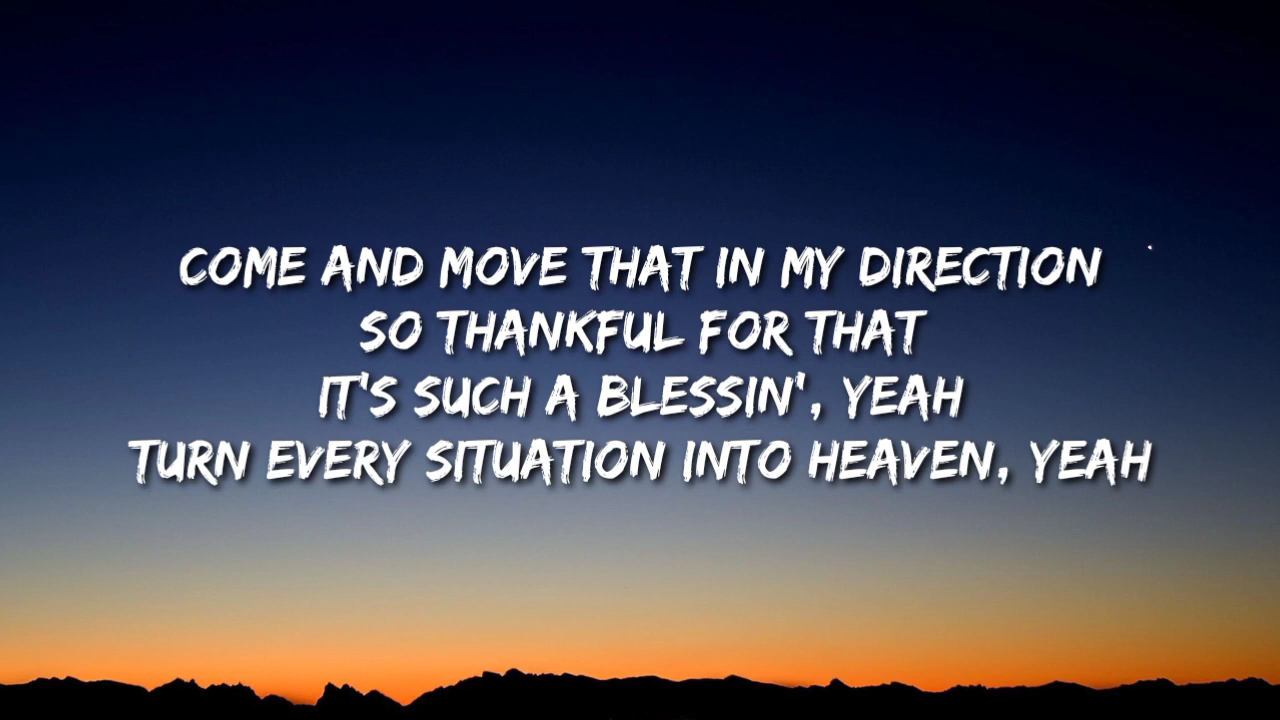 COME AND MOVE THAT IN MY DIRECTION
SO THANKFUL FOR THAT
IT'S SUCH A BLESSIN', YEAH
TURN EVERY SITUATION INTO HEAVEN, YEAH